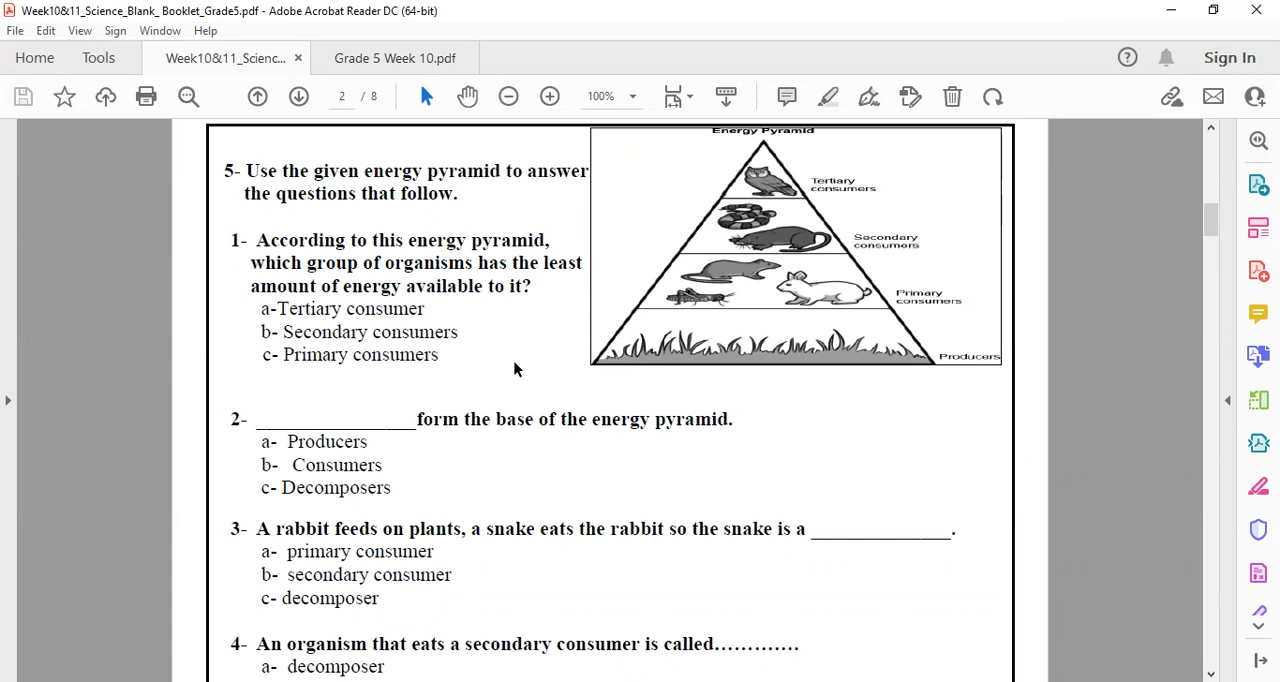 Week10&11_Science_Blank_ Booklet_Grade5.pdf - Adobe Acrobat Reader DC (64-bit)
File Edit View Sign Window Help
Home Tools Week10&11_Scienc... × Grade 5 Week 10.pdf Sign In
2 / 8 100%
Energy Pyramid
5- Use the given energy pyramid to answer
the questions that follow.
Tertiary
consumers
Secondary
consumers
Primary
consumers
Producers
1- According to this energy pyramid,
which group of organisms has the least
amount of energy available to it?
a-Tertiary consumer
b- Secondary consumers
c- Primary consumers
2- ________________form the base of the energy pyramid.
a- Producers
b- Consumers
c- Decomposers
3- A rabbit feeds on plants, a snake eats the rabbit so the snake is a ______________.
a- primary consumer
b- secondary consumer
c- decomposer
4- An organism that eats a secondary consumer is called………….
a- decomposer